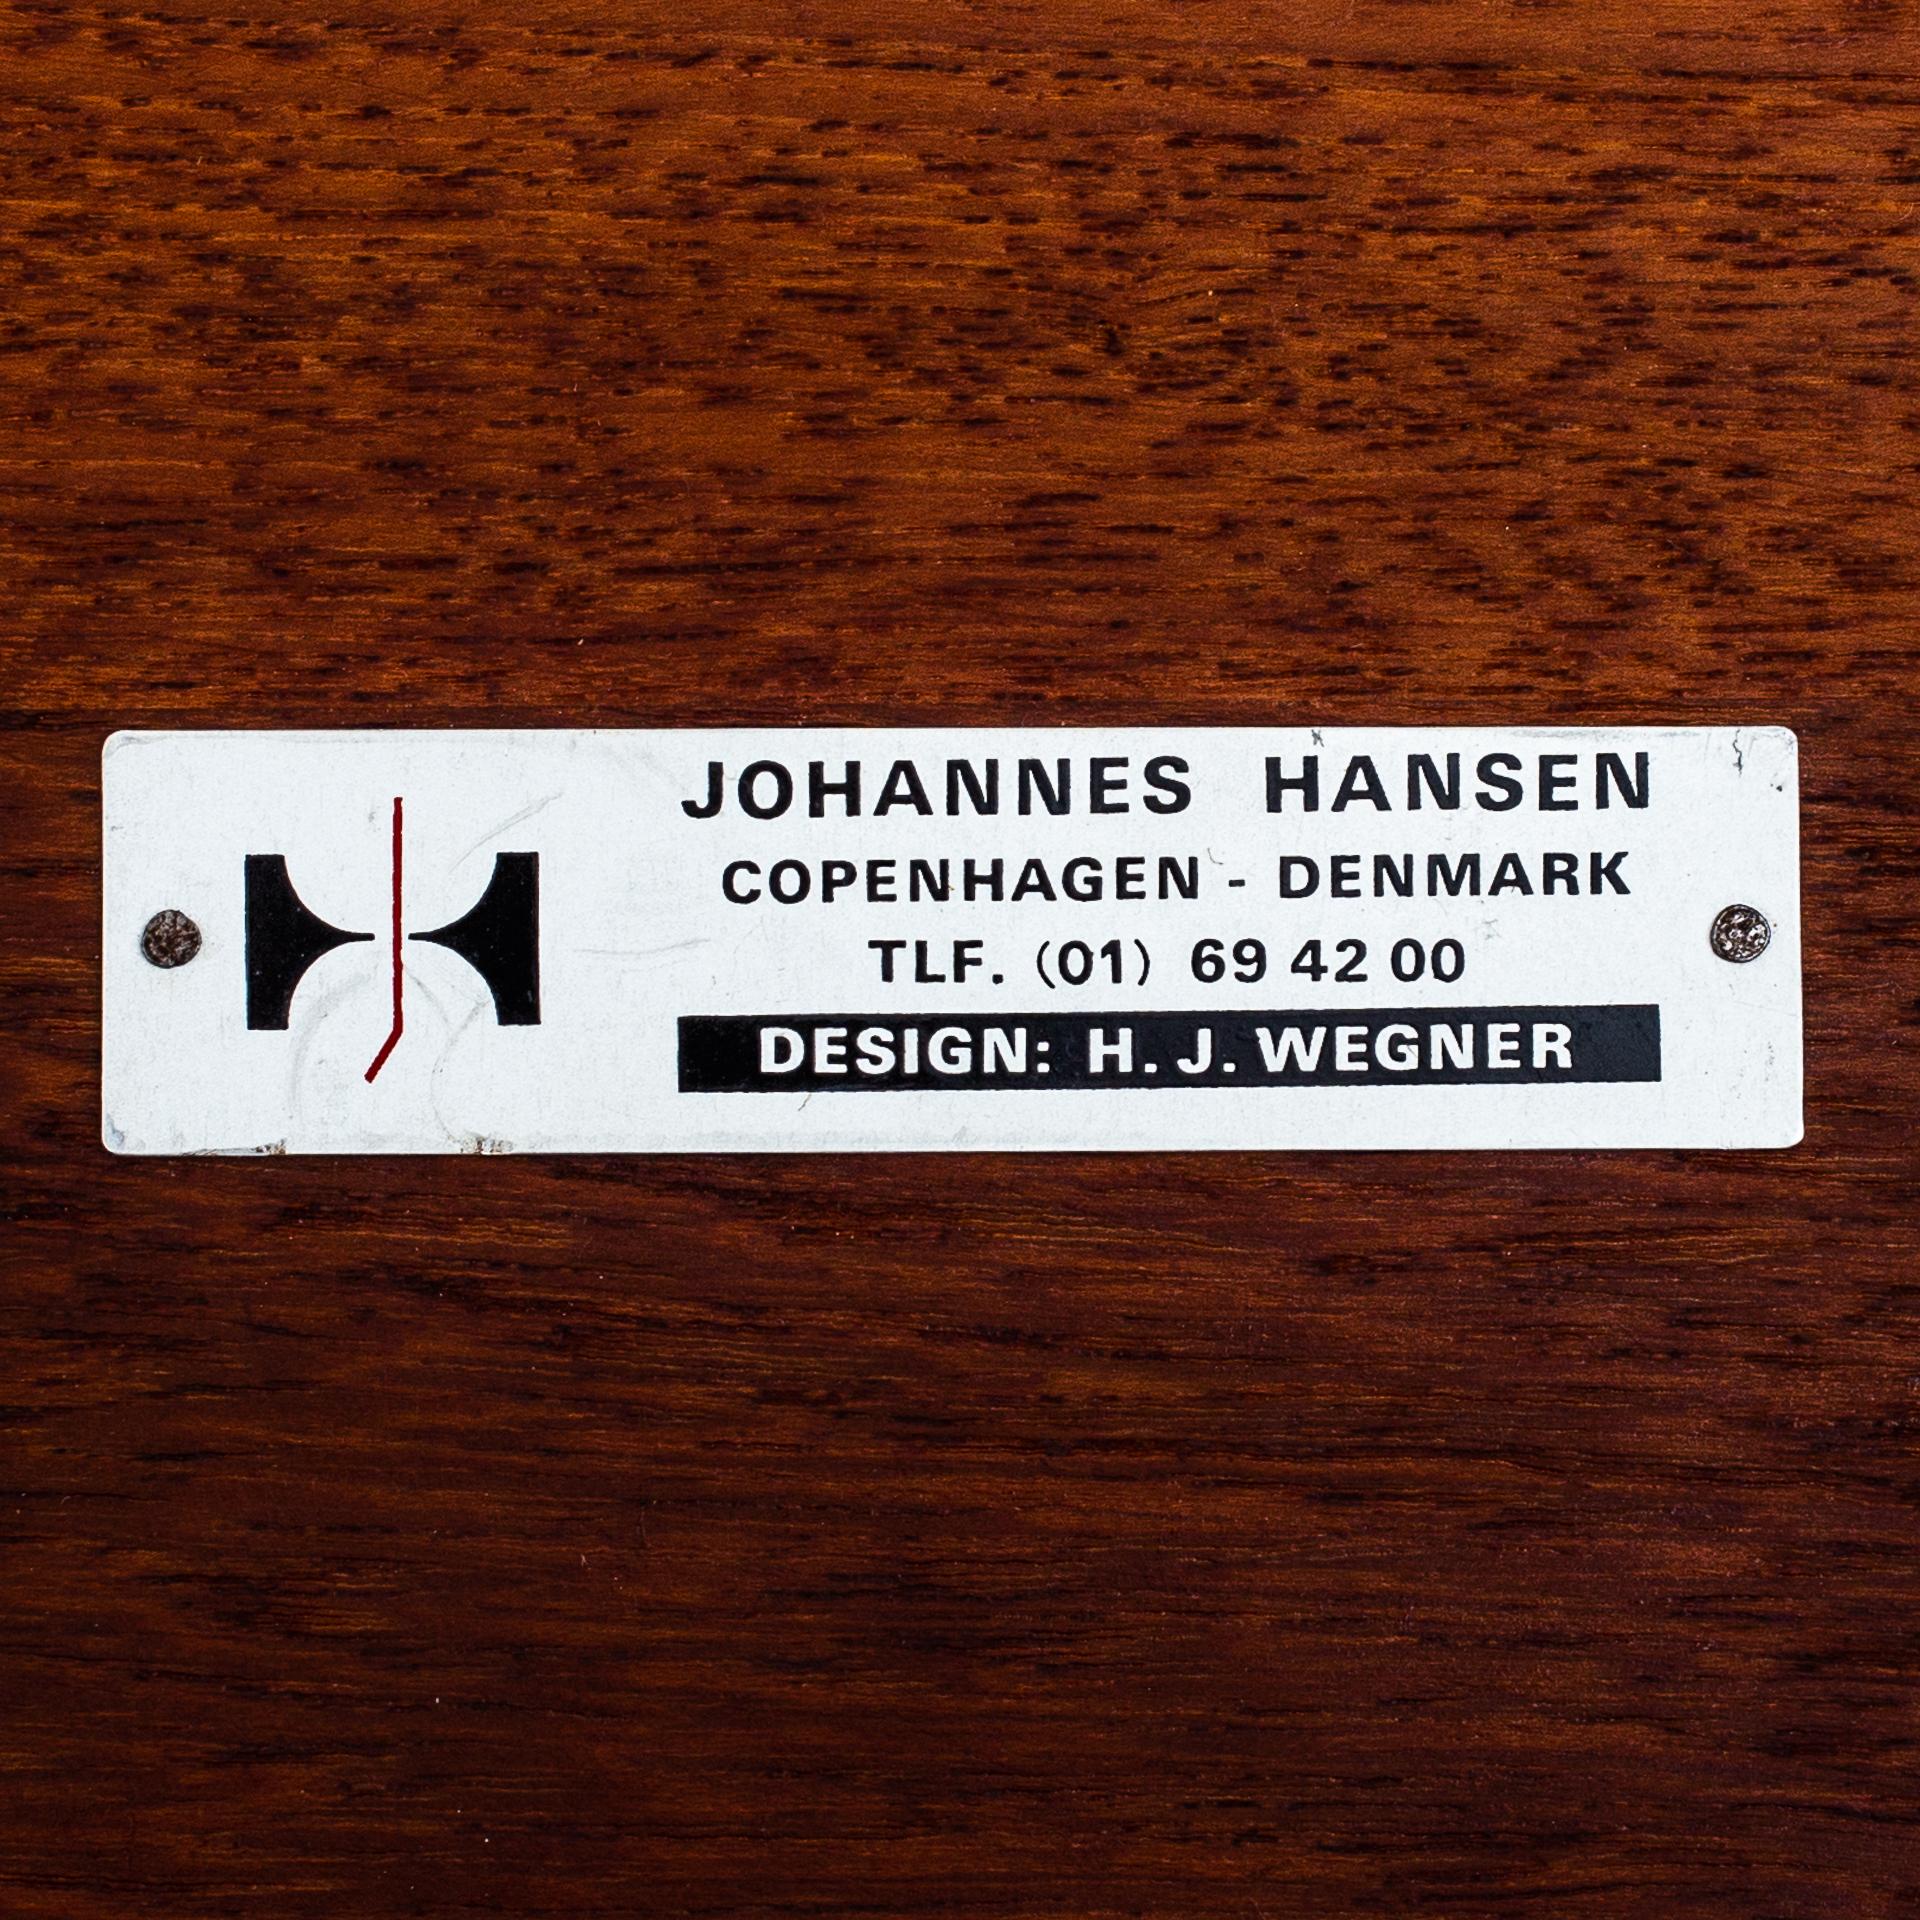 JOHANNES HANSEN
COPENHAGEN - DENMARK
TLF. (01) 69 42 00
DESIGN: H. J. WEGNER